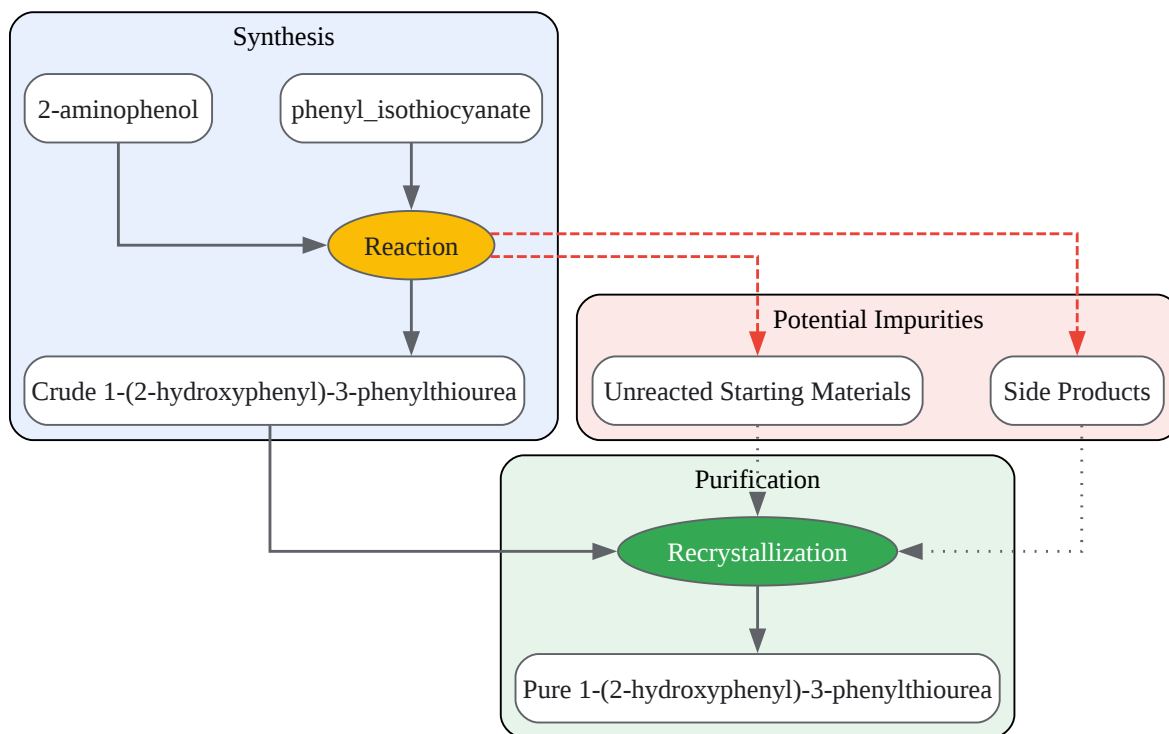 Synthesis
2-aminophenol
phenyl_isothiocyanate
Reaction
Potential Impurities
Crude 1-(2-hydroxyphenyl)-3-phenylthiourea
Unreacted Starting Materials
Side Products
Purification
Recrystallization
Pure 1-(2-hydroxyphenyl)-3-phenylthiourea